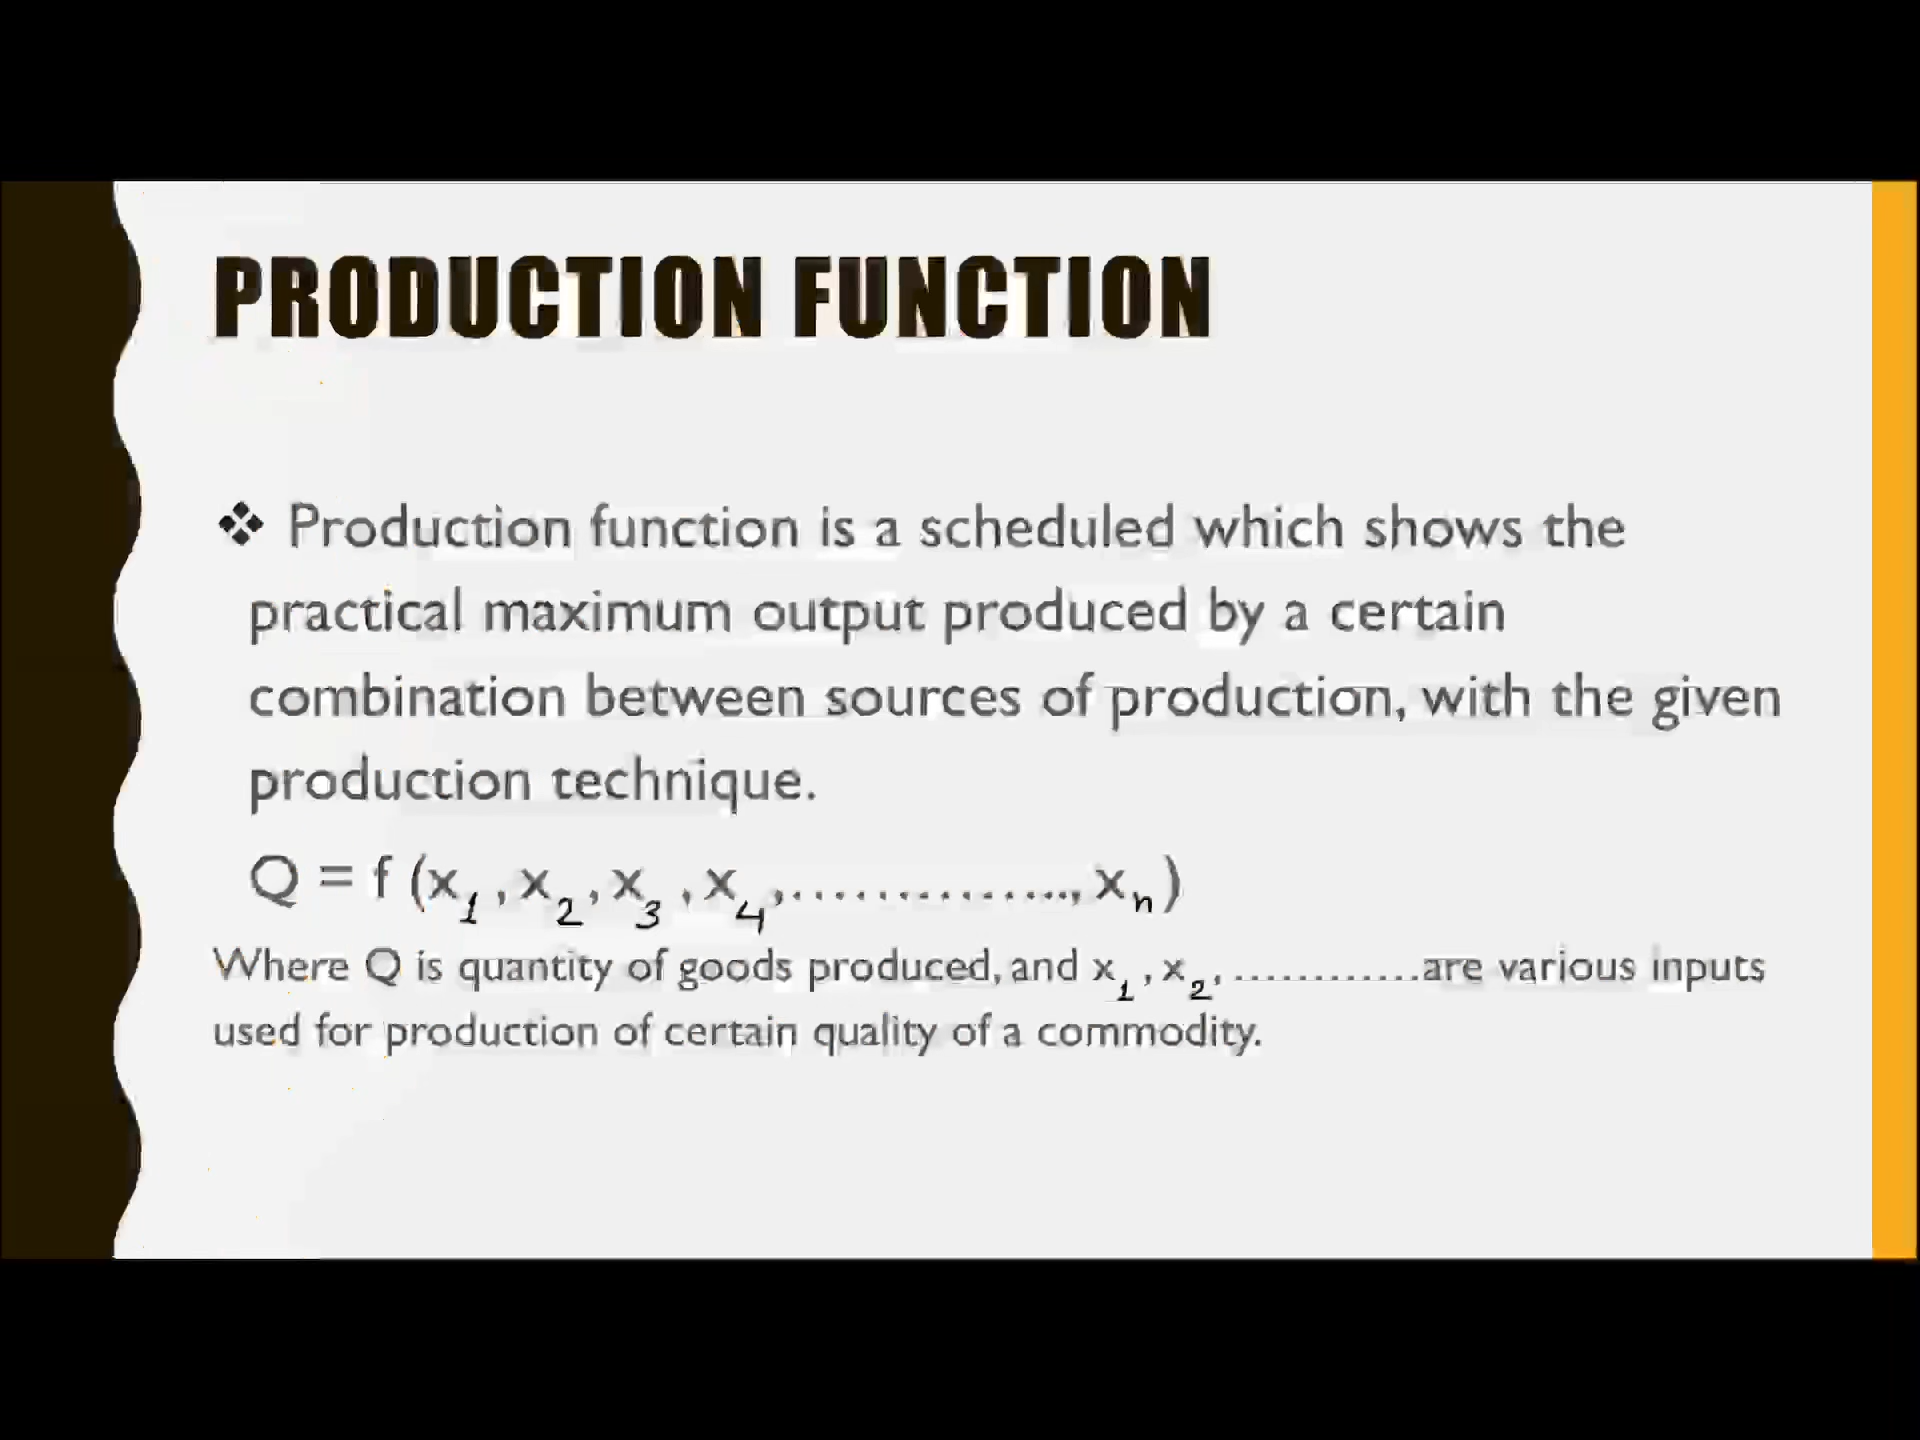 PRODUCTION FUNCTION
❖ Production function is a scheduled which shows the
practical maximum output produced by a certain
combination between sources of production, with the given
production technique.
Q = f (x₁ , x₂ , x₃ , x₄ ,..............., xₙ )
Where Q is quantity of goods produced, and x₁ , x₂, .............are various inputs
used for production of certain quality of a commodity.